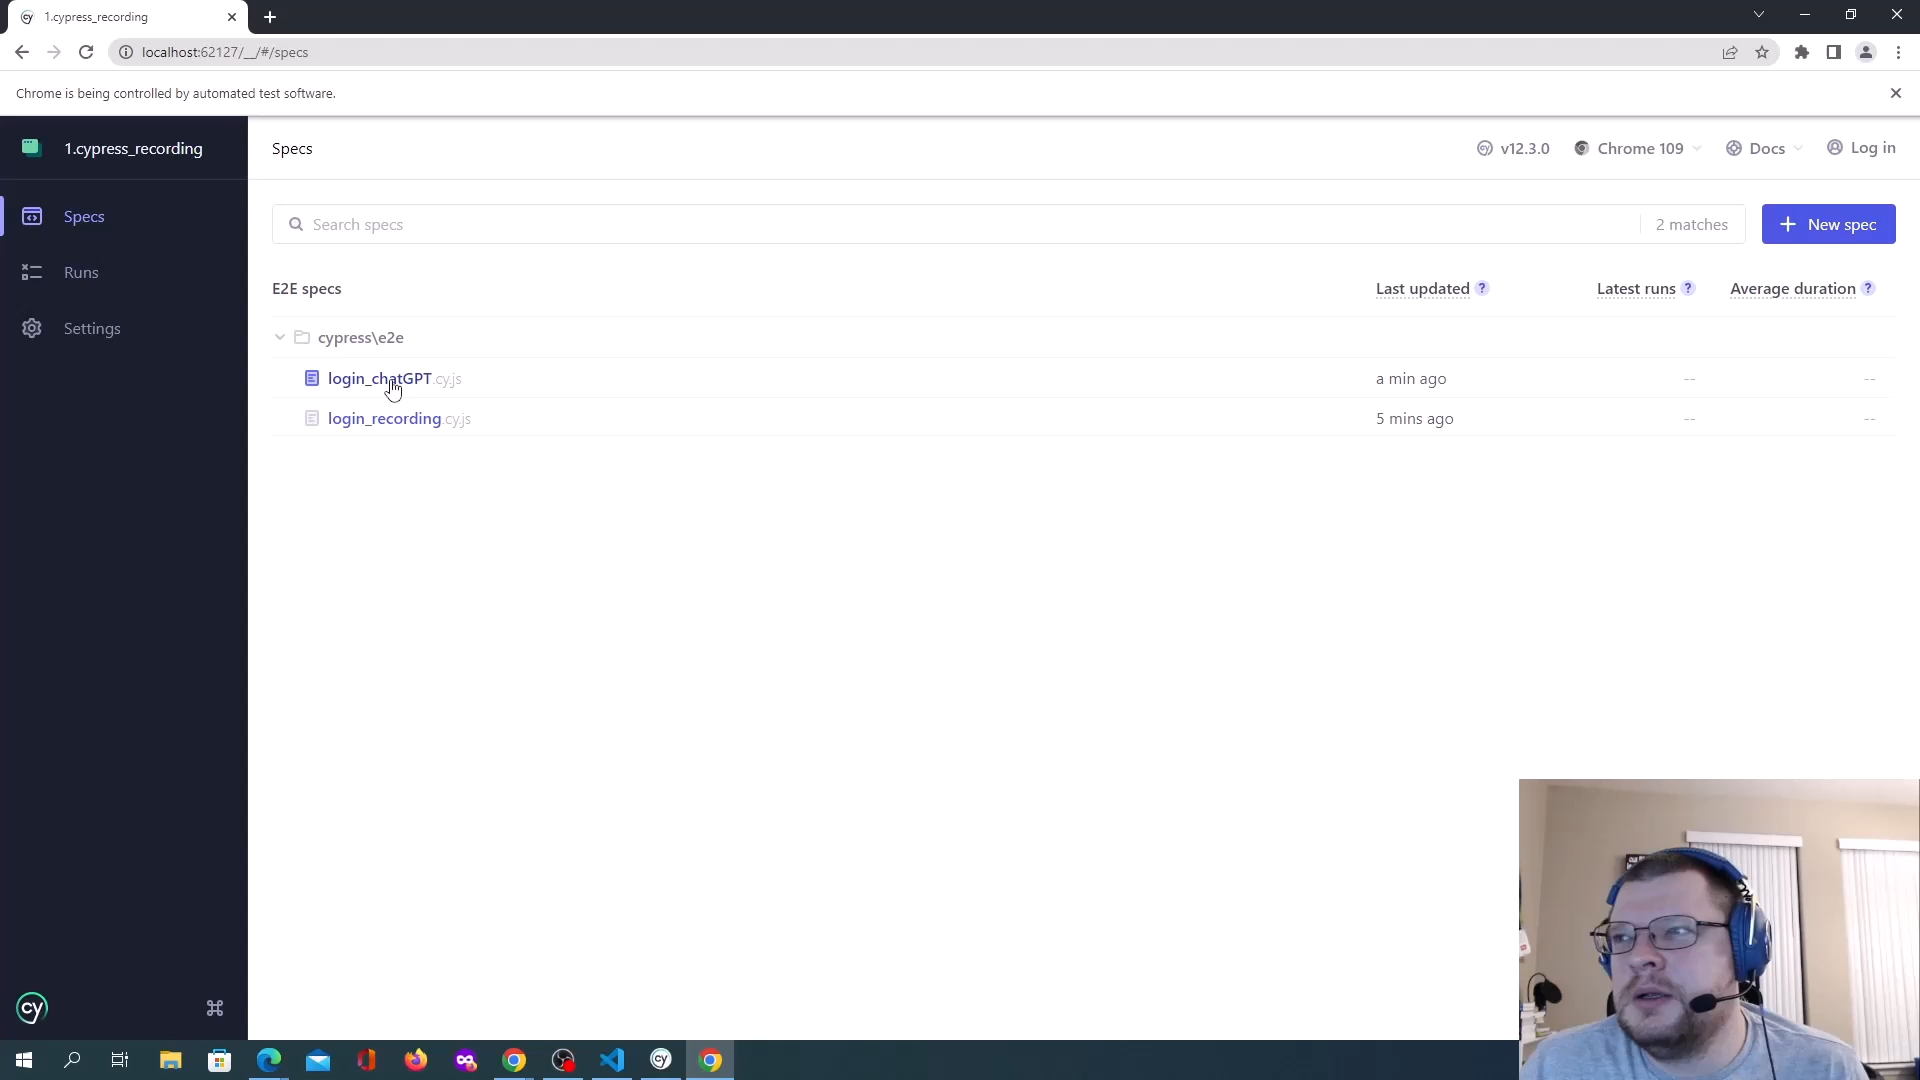 1.cypress_recording
localhost:62127/__/#/specs
Chrome is being controlled by automated test software.
1.cypress_recording
Specs
v12.3.0
Chrome 109
Docs
Log in
Specs
Runs
Settings
Search specs
2 matches
New spec
E2E specs
Last updated ?
Latest runs ?
Average duration ?
cypress\e2e
login_chatGPT.cy.js
a min ago
--
--
login_recording.cy.js
5 mins ago
--
--
cy
cy